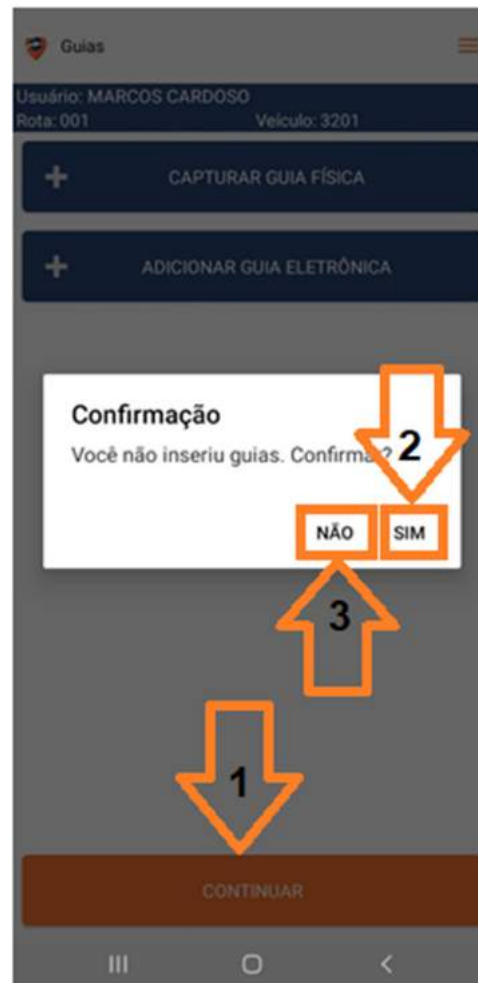 Guias
Usuário: MARCOS CARDOSO
Rota: 001 Veículo: 3201
+ CAPTURAR GUIA FÍSICA
+ ADICIONAR GUIA ELETRÔNICA
Confirmação
Você não inseriu guias. Confirmar?
2
NÃO SIM
3
1
CONTINUAR